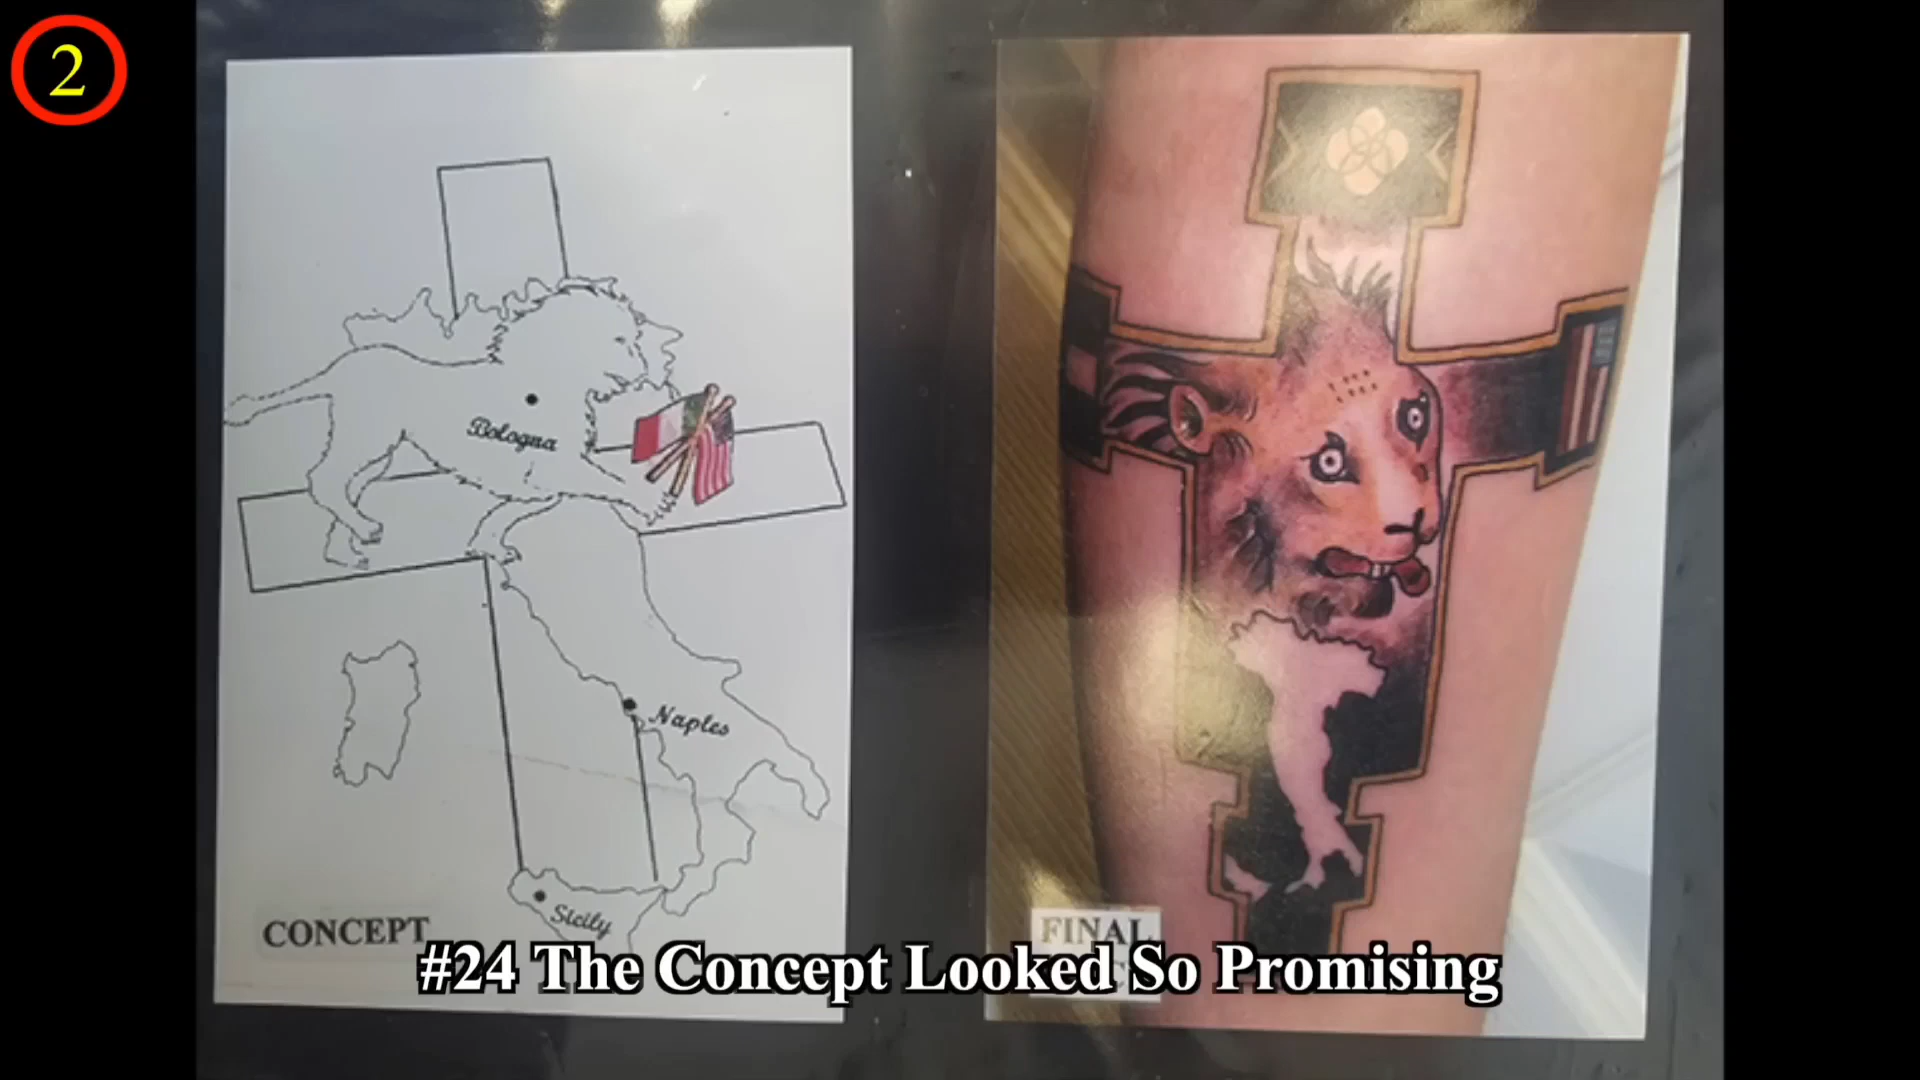 2
Bologna
Naples
Sicily
CONCEPT
FINAL
#24 The Concept Looked So Promising